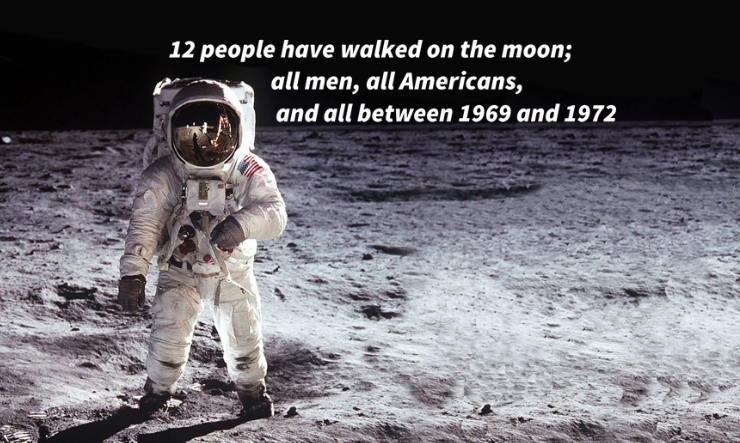 12 people have walked on the moon;
all men, all Americans,
and all between 1969 and 1972